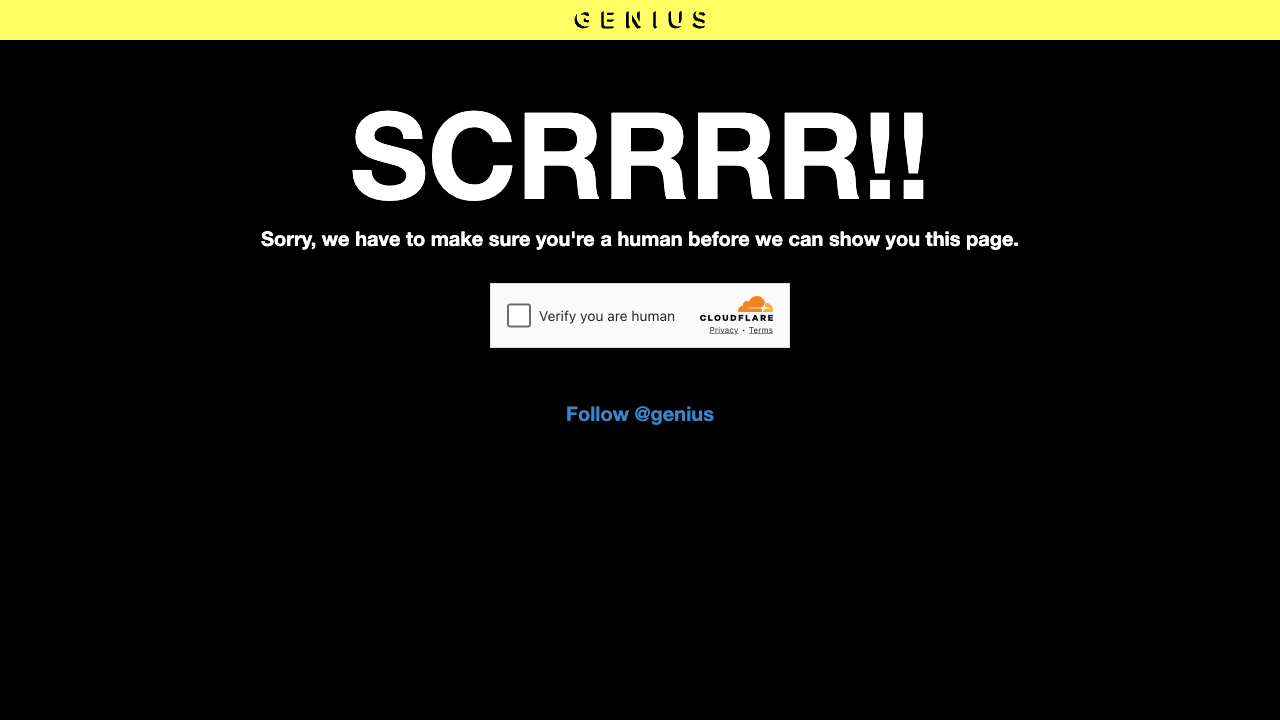 GENIUS
SCRRRR!!
Sorry, we have to make sure you're a human before we can show you this page.
Verify you are human
CLOUDFLARE
Privacy • Terms
Follow @genius